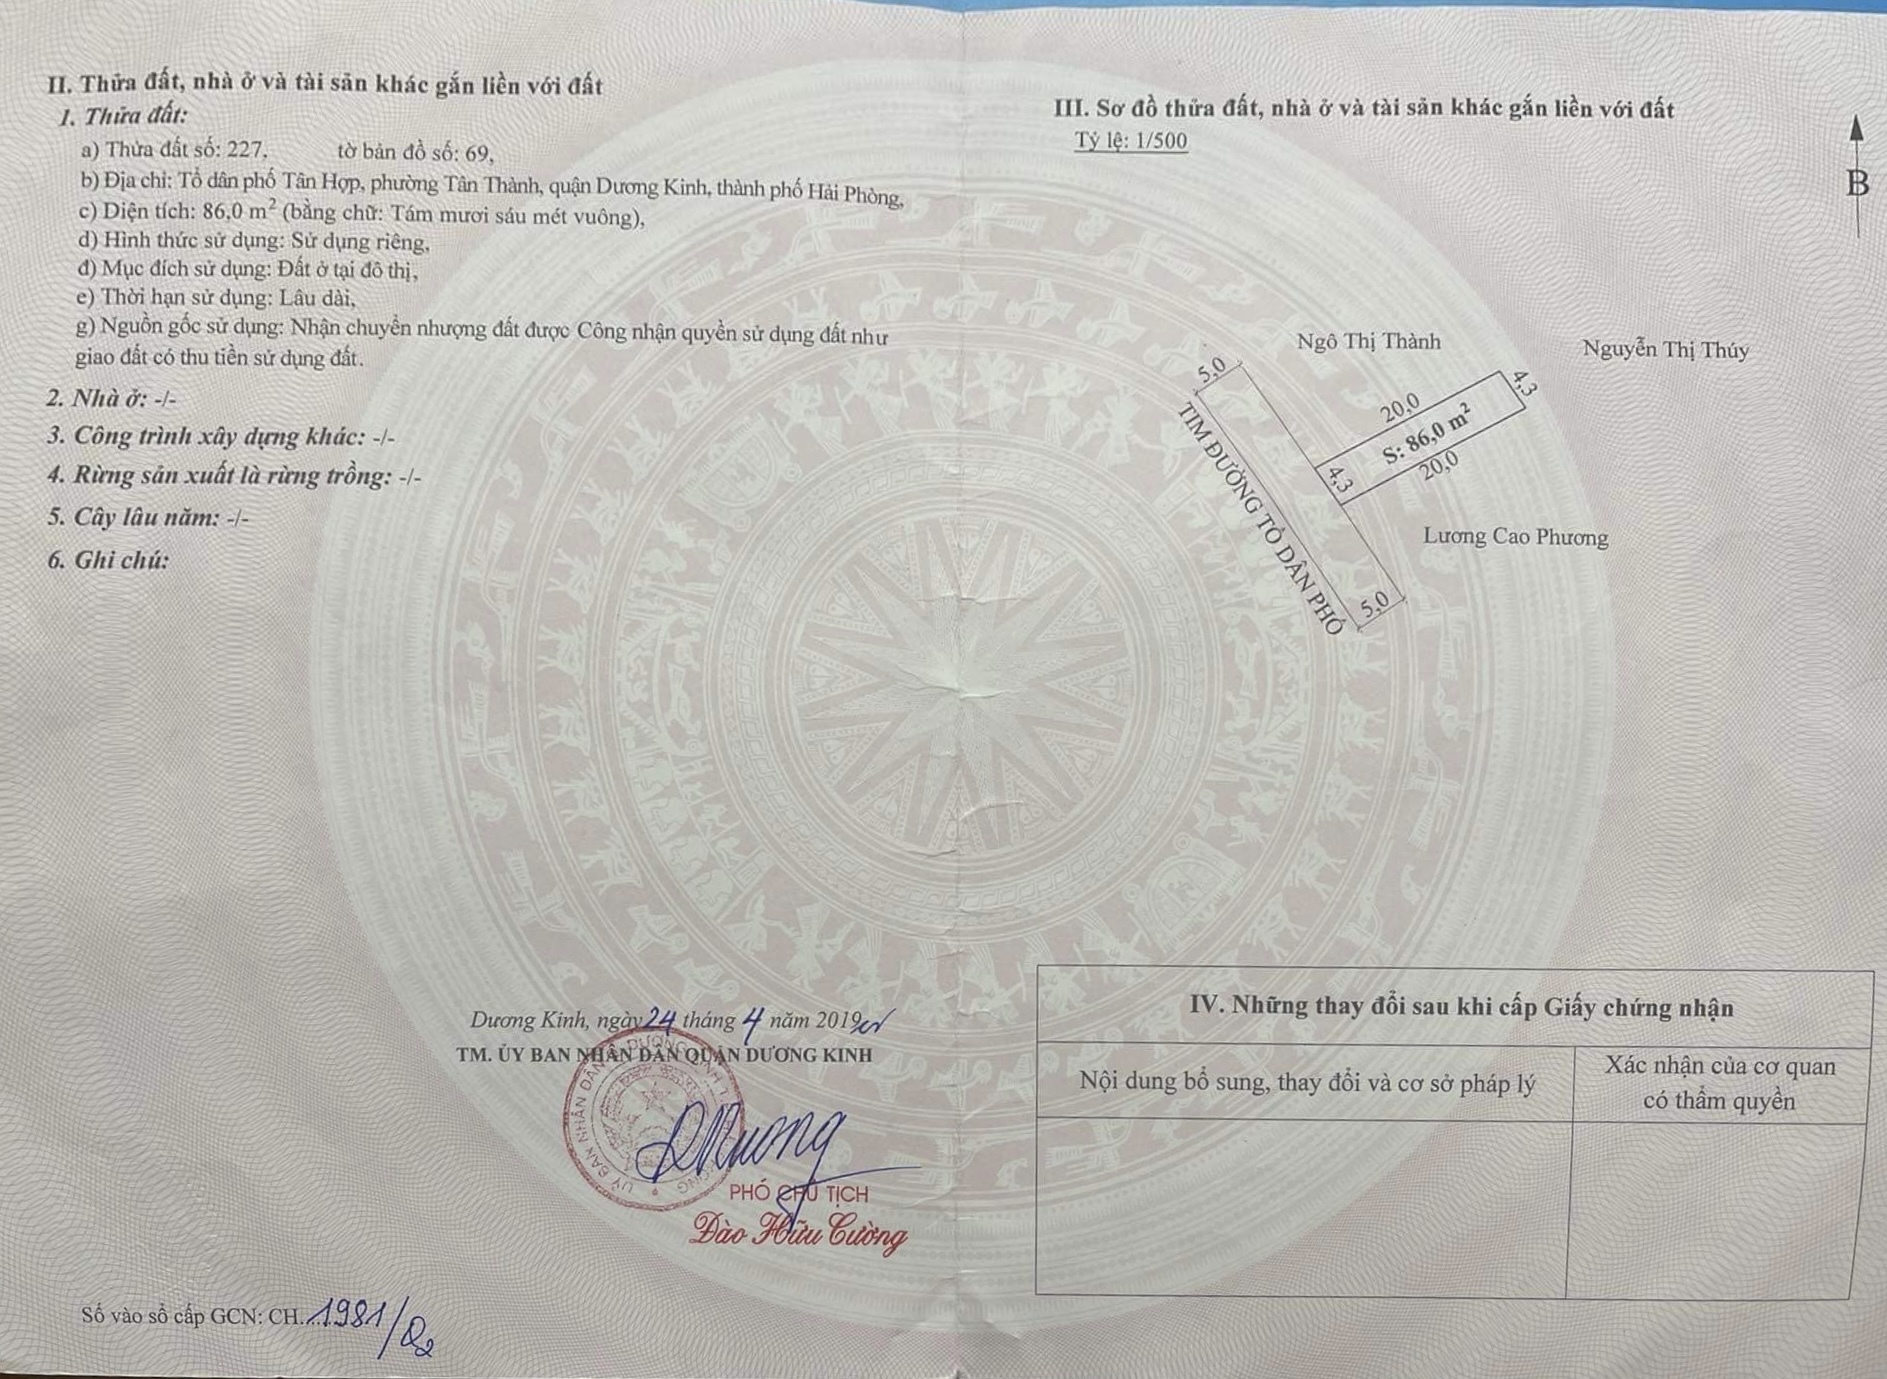 II. Thửa đất, nhà ở và tài sản khác gắn liền với đất
1. Thửa đất:
a) Thửa đất số: 227, tờ bản đồ số: 69,
b) Địa chỉ: Tổ dân phố Tân Hợp, phường Tân Thành, quận Dương Kinh, thành phố Hải Phòng,
c) Diện tích: 86,0 m² (bằng chữ: Tám mươi sáu mét vuông),
d) Hình thức sử dụng: Sử dụng riêng,
đ) Mục đích sử dụng: Đất ở tại đô thị,
e) Thời hạn sử dụng: Lâu dài,
g) Nguồn gốc sử dụng: Nhận chuyển nhượng đất được Công nhận quyền sử dụng đất như
giao đất có thu tiền sử dụng đất.
2. Nhà ở: -/-
3. Công trình xây dựng khác: -/-
4. Rừng sản xuất là rừng trồng: -/-
5. Cây lâu năm: -/-
6. Ghi chú:
Dương Kinh, ngày 24 tháng 4 năm 2019
TM. ỦY BAN NHÂN DÂN QUẬN DƯƠNG KINH
PHÓ CHỦ TỊCH
Đào Hữu Cường
Số vào sổ cấp GCN: CH......1981/Q2
III. Sơ đồ thửa đất, nhà ở và tài sản khác gắn liền với đất
Tỷ lệ: 1/500
B
Ngô Thị Thành
Nguyễn Thị Thúy
5,0
20,0
4,3
S: 86,0 m²
4,3
20,0
TIM ĐƯỜNG TỔ DÂN PHỐ
Lương Cao Phương
5,0
IV. Những thay đổi sau khi cấp Giấy chứng nhận
Nội dung bổ sung, thay đổi và cơ sở pháp lý
Xác nhận của cơ quan
có thẩm quyền